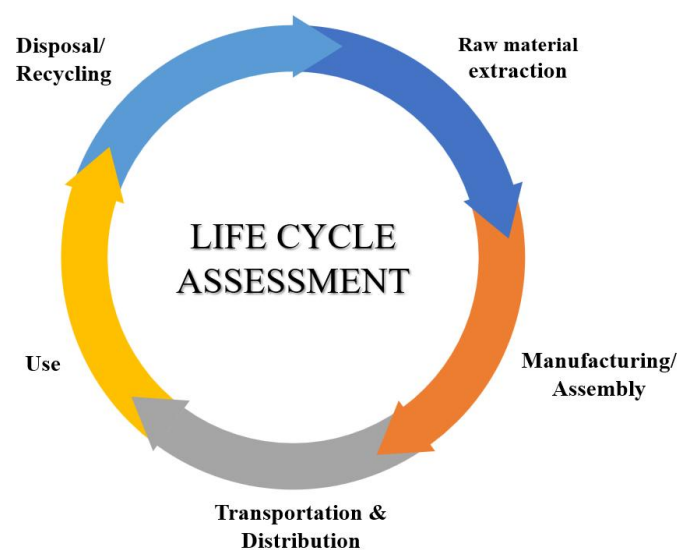 Disposal/
Recycling
Raw material
extraction
LIFE CYCLE
ASSESSMENT
Use
Manufacturing/
Assembly
Transportation &
Distribution